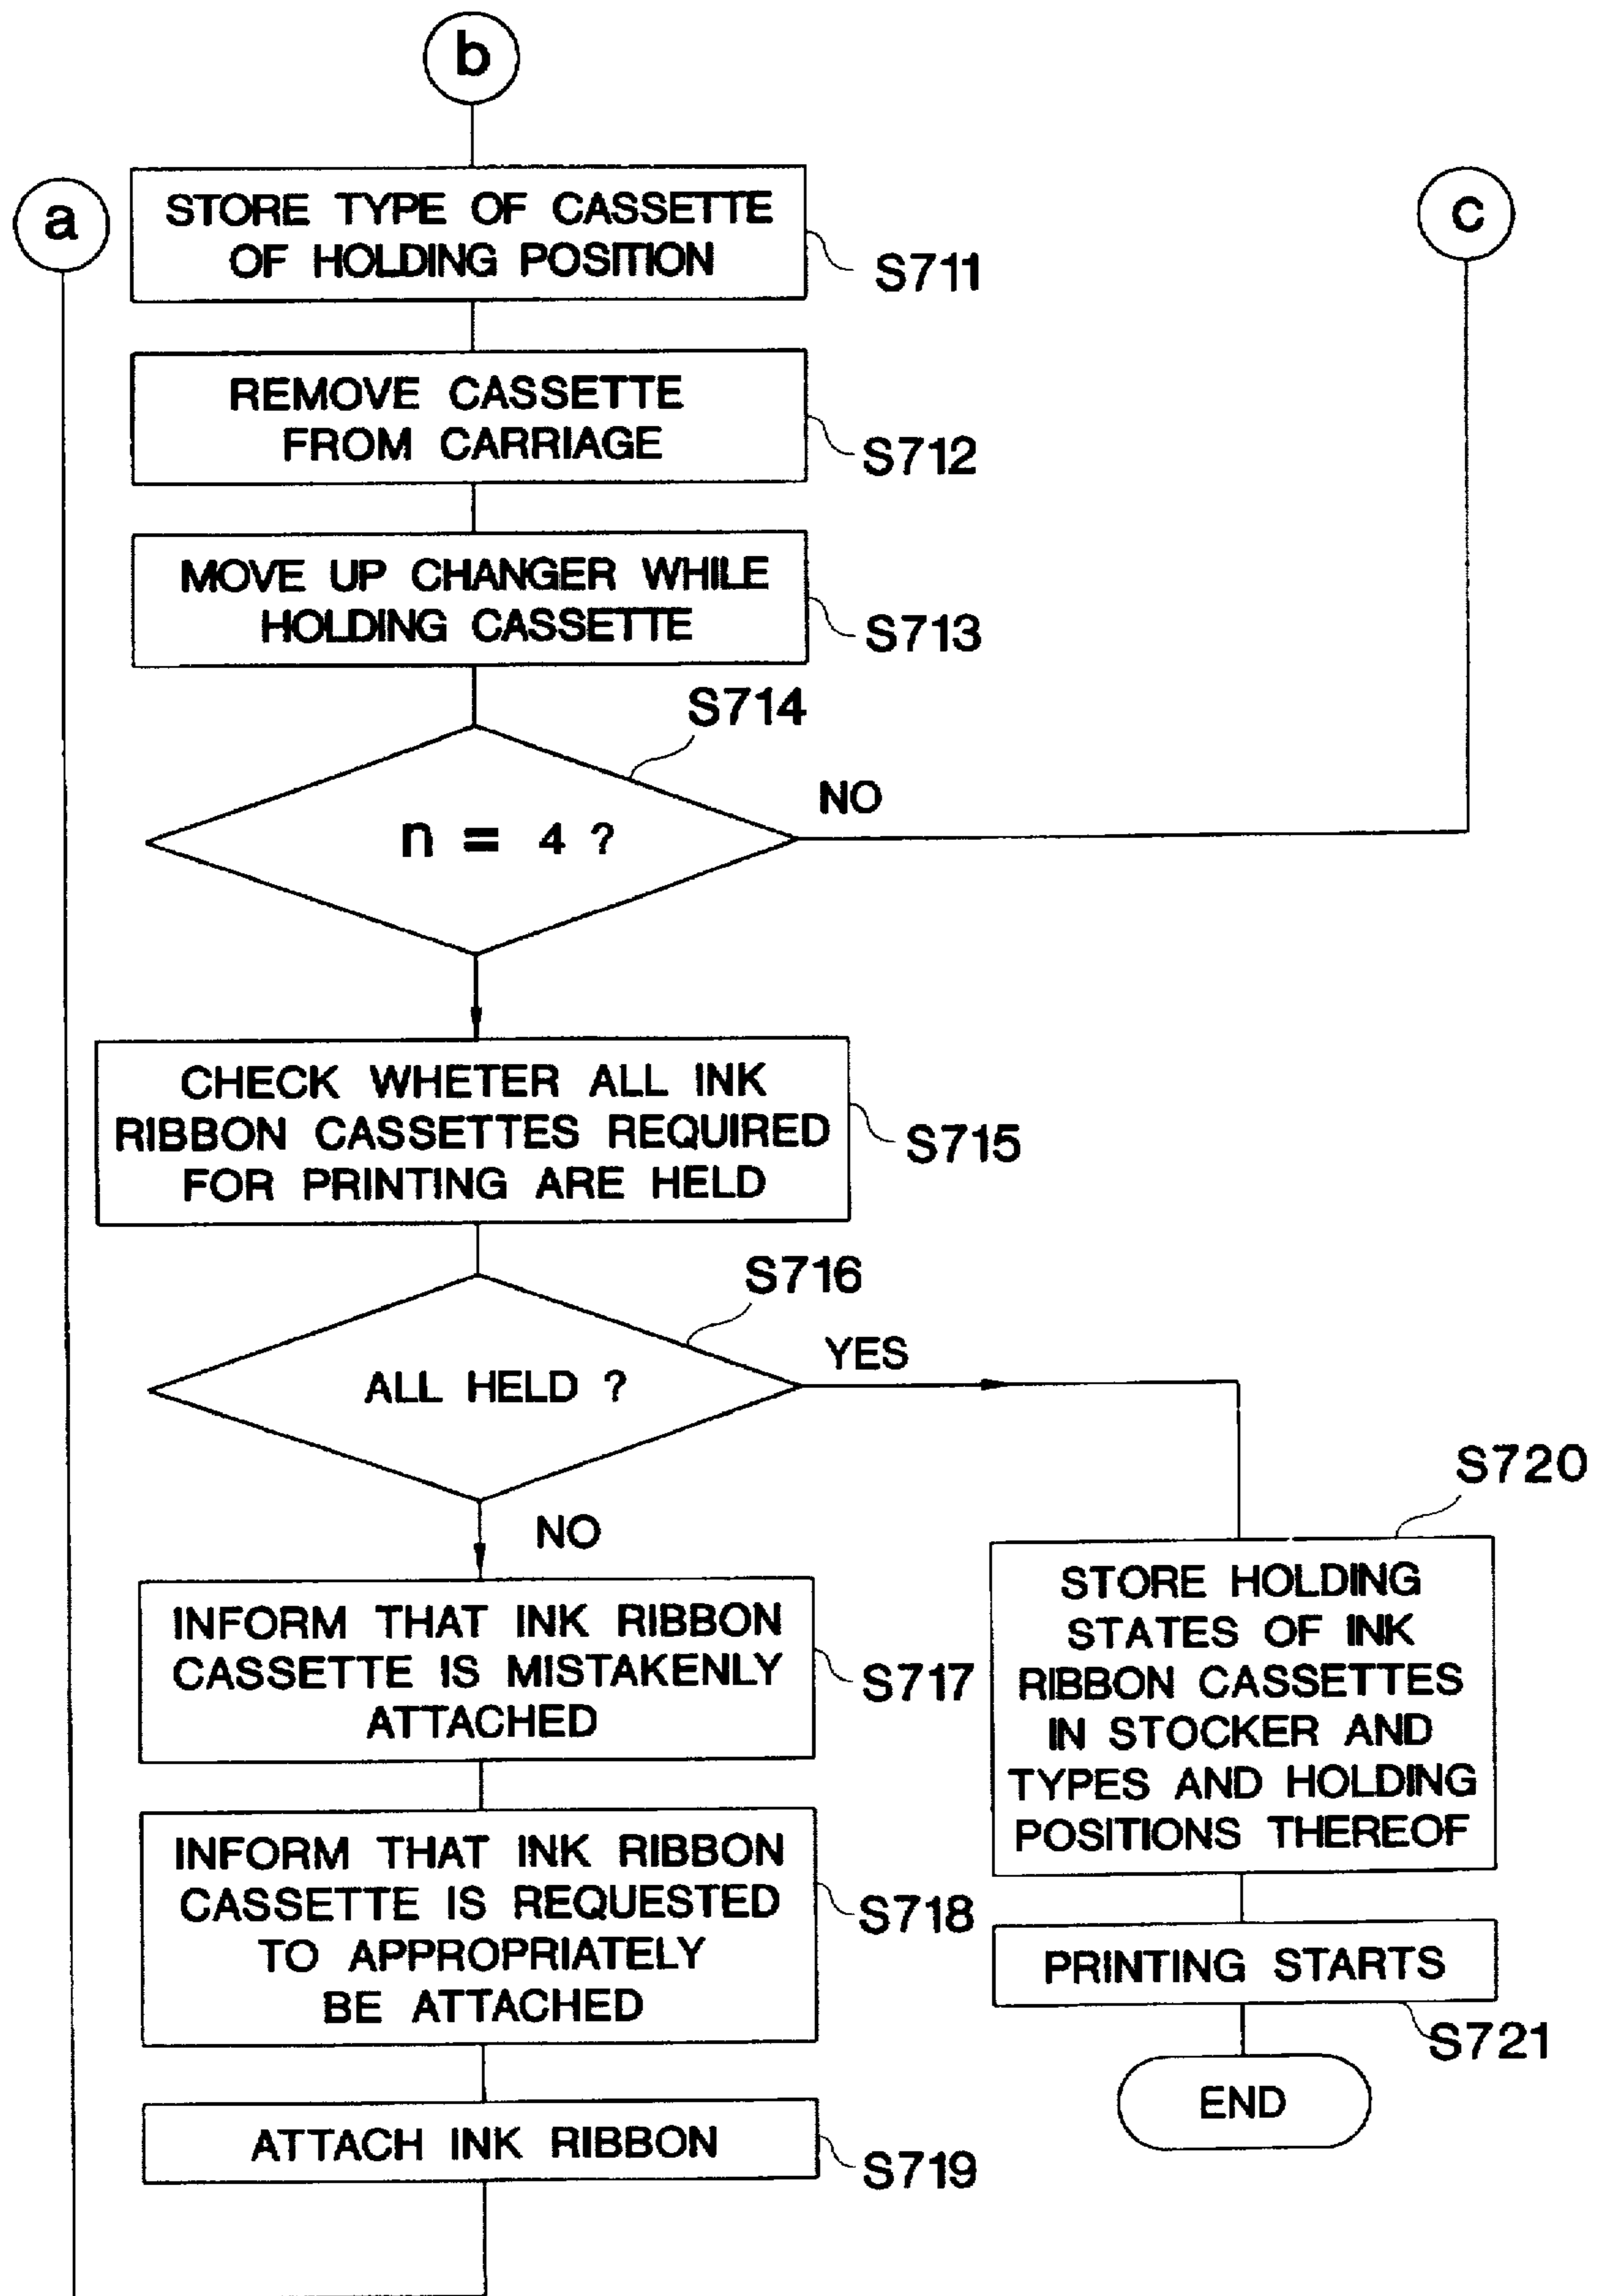 b
a
c
STORE TYPE OF CASSETTE
OF HOLDING POSITION
S711
REMOVE CASSETTE
FROM CARRIAGE
S712
MOVE UP CHANGER WHILE
HOLDING CASSETTE
S713
S714
n = 4 ?
NO
CHECK WHETER ALL INK
RIBBON CASSETTES REQUIRED
FOR PRINTING ARE HELD
S715
S716
ALL HELD ?
YES
NO
INFORM THAT INK RIBBON
CASSETTE IS MISTAKENLY
ATTACHED
S717
INFORM THAT INK RIBBON
CASSETTE IS REQUESTED
TO APPROPRIATELY
BE ATTACHED
S718
ATTACH INK RIBBON
S719
S720
STORE HOLDING
STATES OF INK
RIBBON CASSETTES
IN STOCKER AND
TYPES AND HOLDING
POSITIONS THEREOF
PRINTING STARTS
S721
END